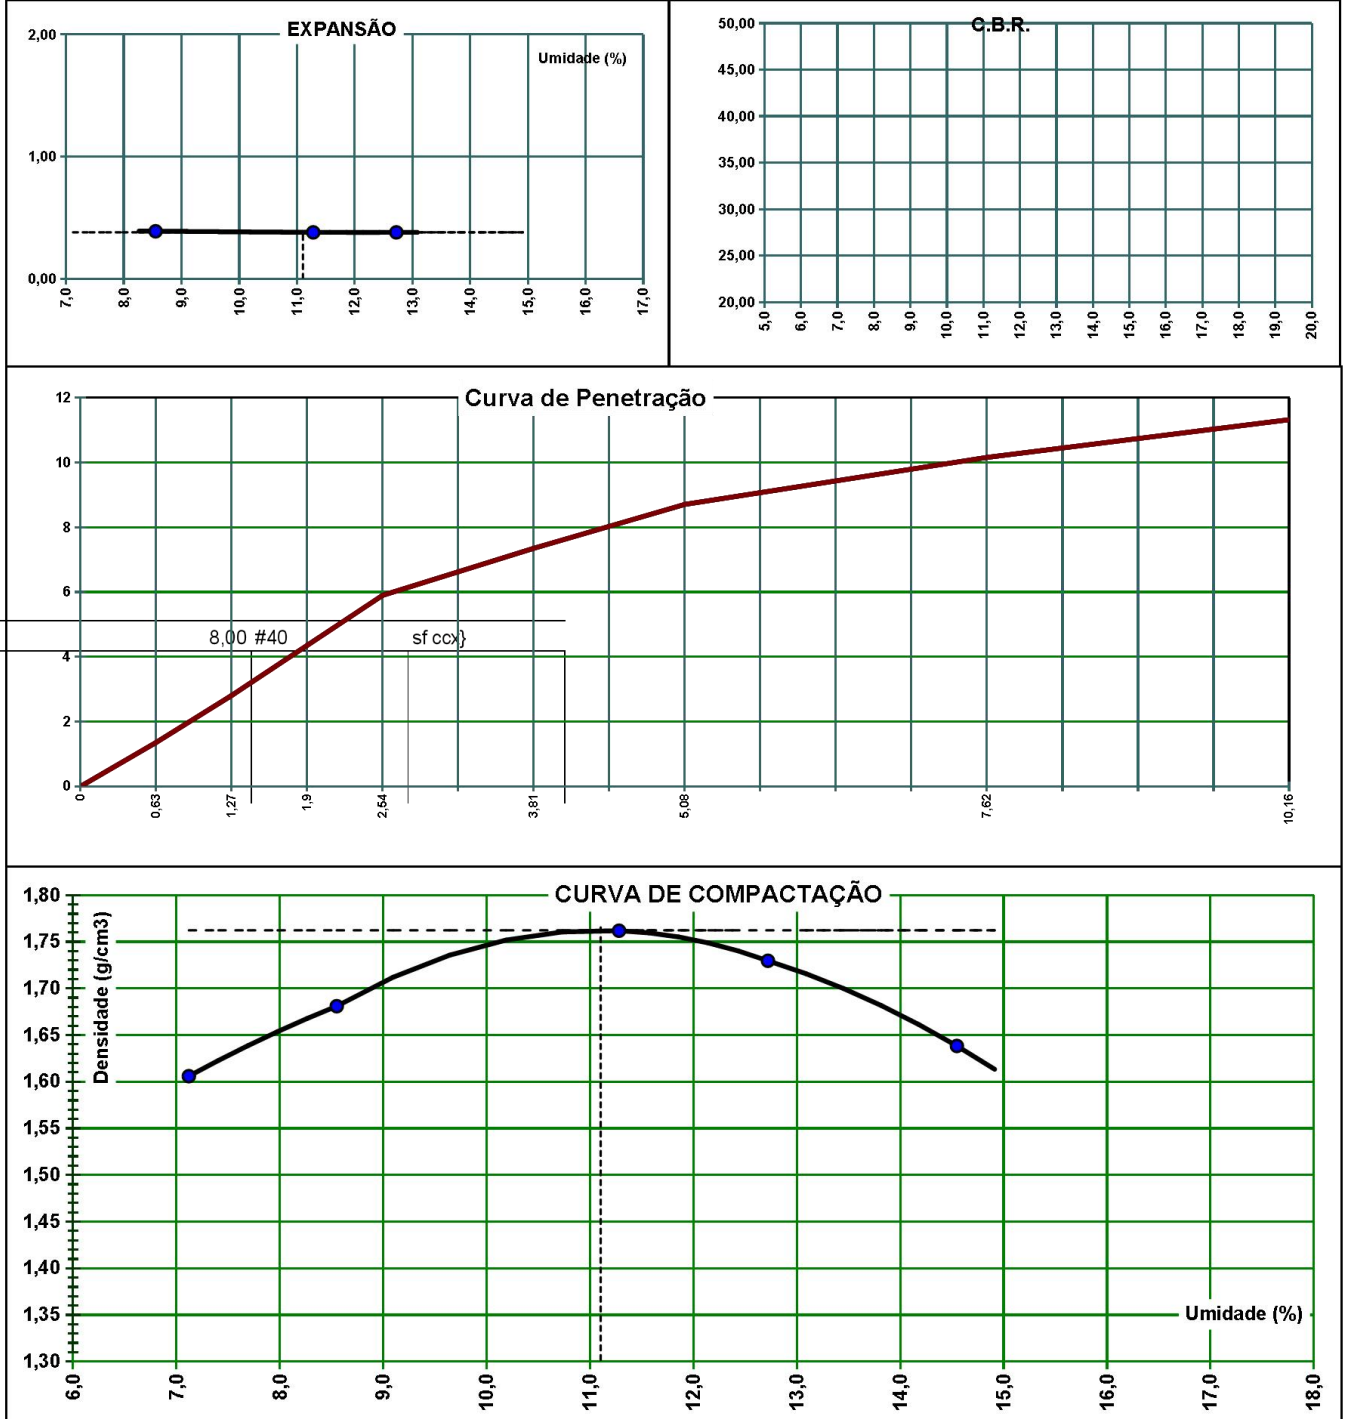 EXPANSÃO
Umidade (%)
2,00
1,00
0,00
7,0 8,0 9,0 10,0 11,0 12,0 13,0 14,0 15,0 16,0 17,0
C.B.R.
50,00
45,00
40,00
35,00
30,00
25,00
20,00
5,0 6,0 7,0 8,0 9,0 10,0 11,0 12,0 13,0 14,0 15,0 16,0 17,0 18,0 19,0 20,0
Curva de Penetração
12
10
8
6
8,00 #40 sf ccx}
4
2
0
0 0,63 1,27 1,9 2,54 3,81 5,08 7,62 10,16
CURVA DE COMPACTAÇÃO
Densidade (g/cm3)
1,80
1,75
1,70
1,65
1,60
1,55
1,50
1,45
1,40
1,35
1,30
Umidade (%)
6,0 7,0 8,0 9,0 10,0 11,0 12,0 13,0 14,0 15,0 16,0 17,0 18,0